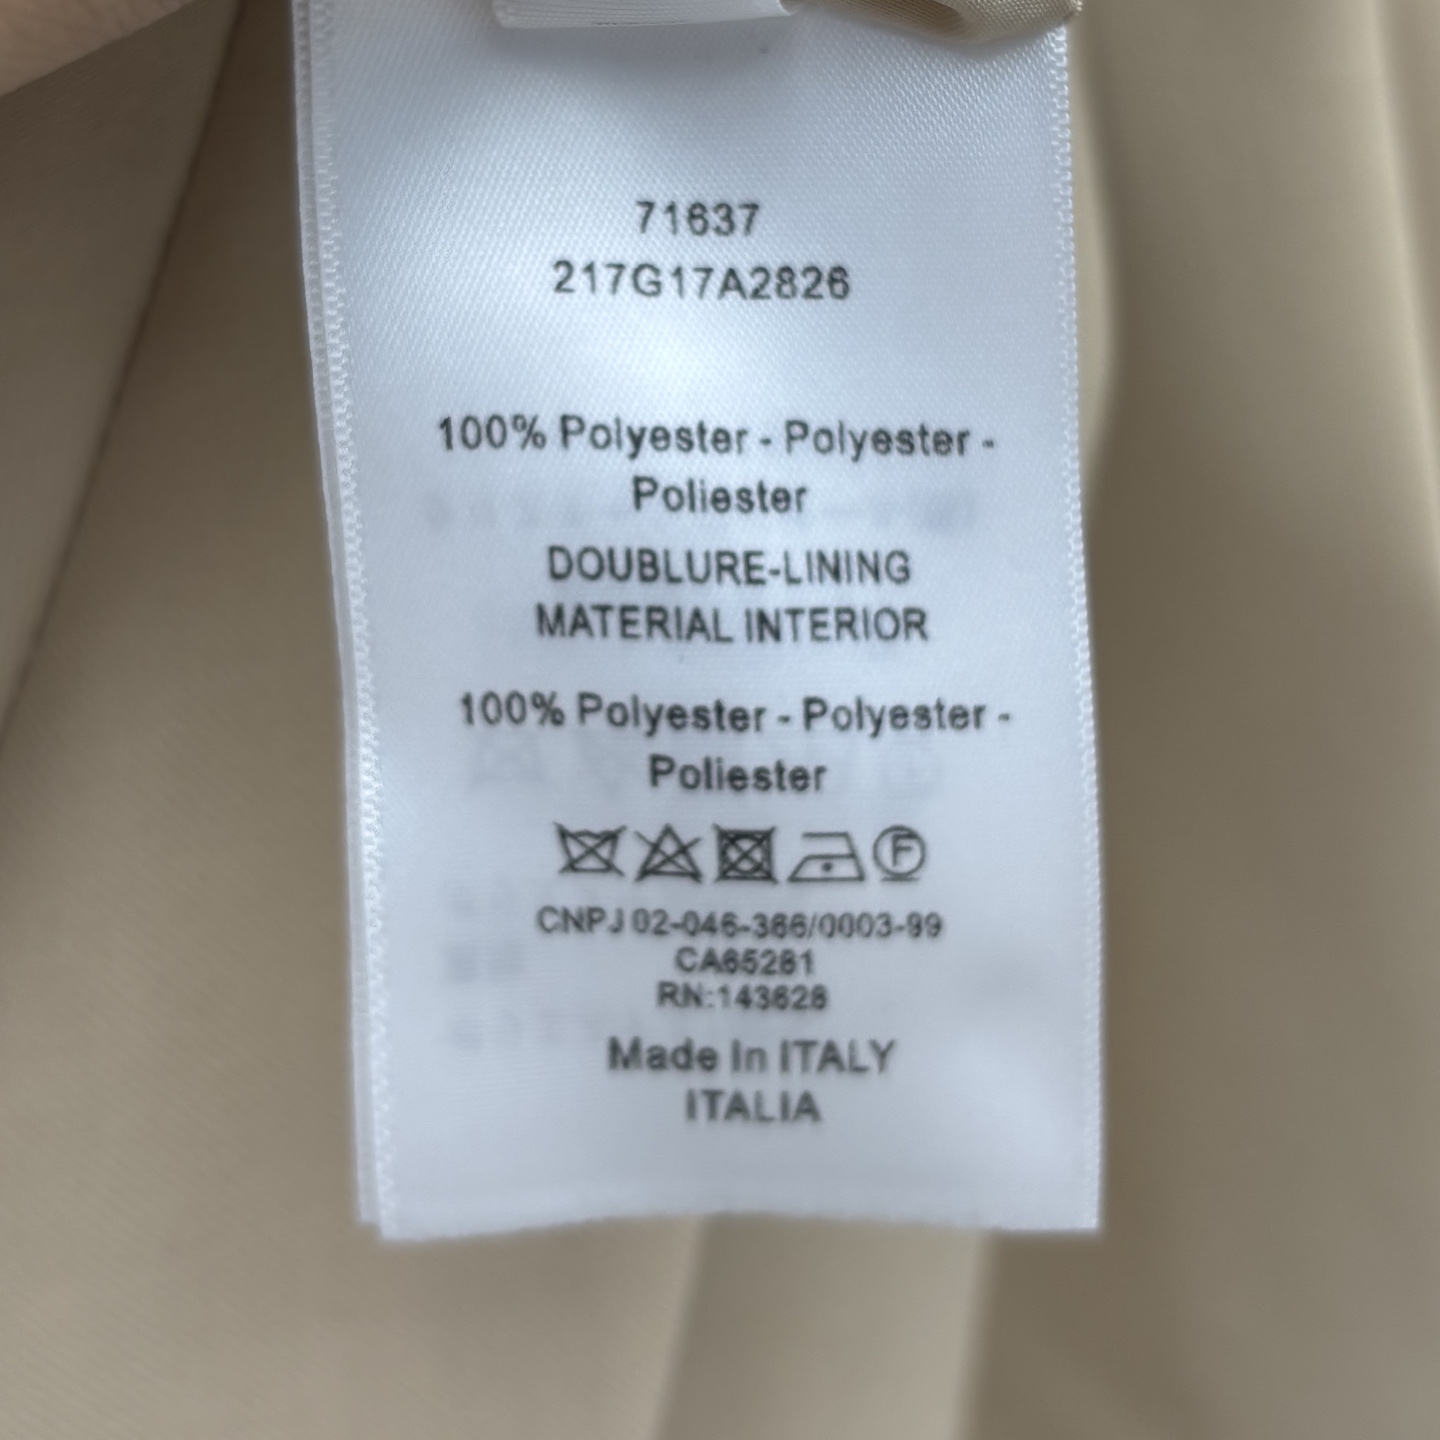 71637
217G17A2826
100% Polyester - Polyester -
Poliester
DOUBLURE-LINING
MATERIAL INTERIOR
100% Polyester - Polyester -
Poliester
F
CNPJ 02-046-366/0003-99
CA65281
RN:143628
Made In ITALY
ITALIA